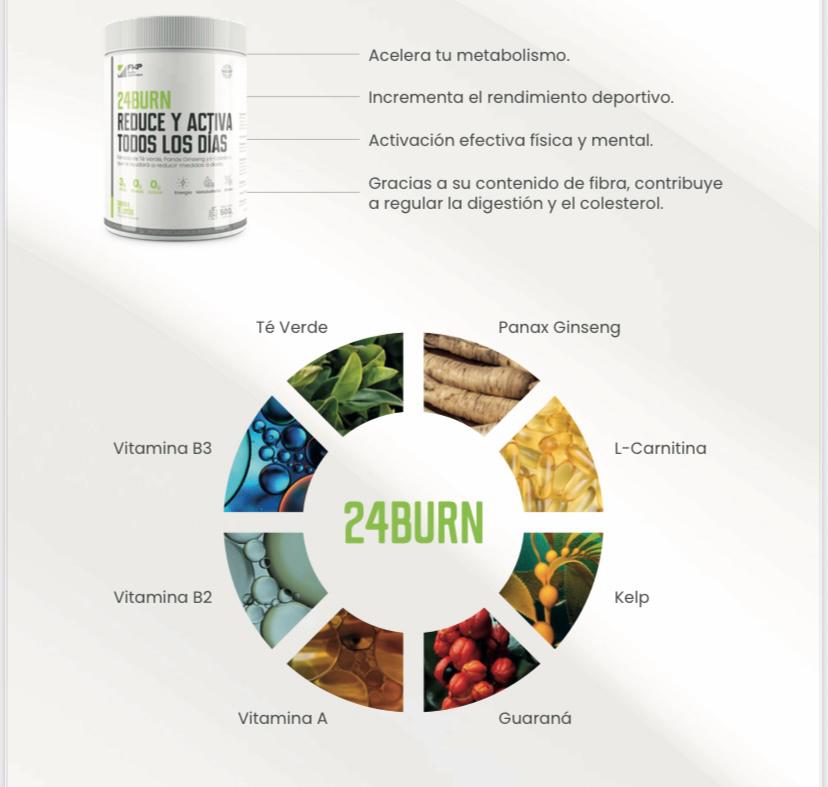 FHP
24BURN
REDUCE Y ACTIVA
TODOS LOS DÍAS
Acelera tu metabolismo.
Incrementa el rendimiento deportivo.
Activación efectiva física y mental.
Gracias a su contenido de fibra, contribuye
a regular la digestión y el colesterol.
Té Verde
Panax Ginseng
Vitamina B3
L-Carnitina
24BURN
Vitamina B2
Kelp
Vitamina A
Guaraná